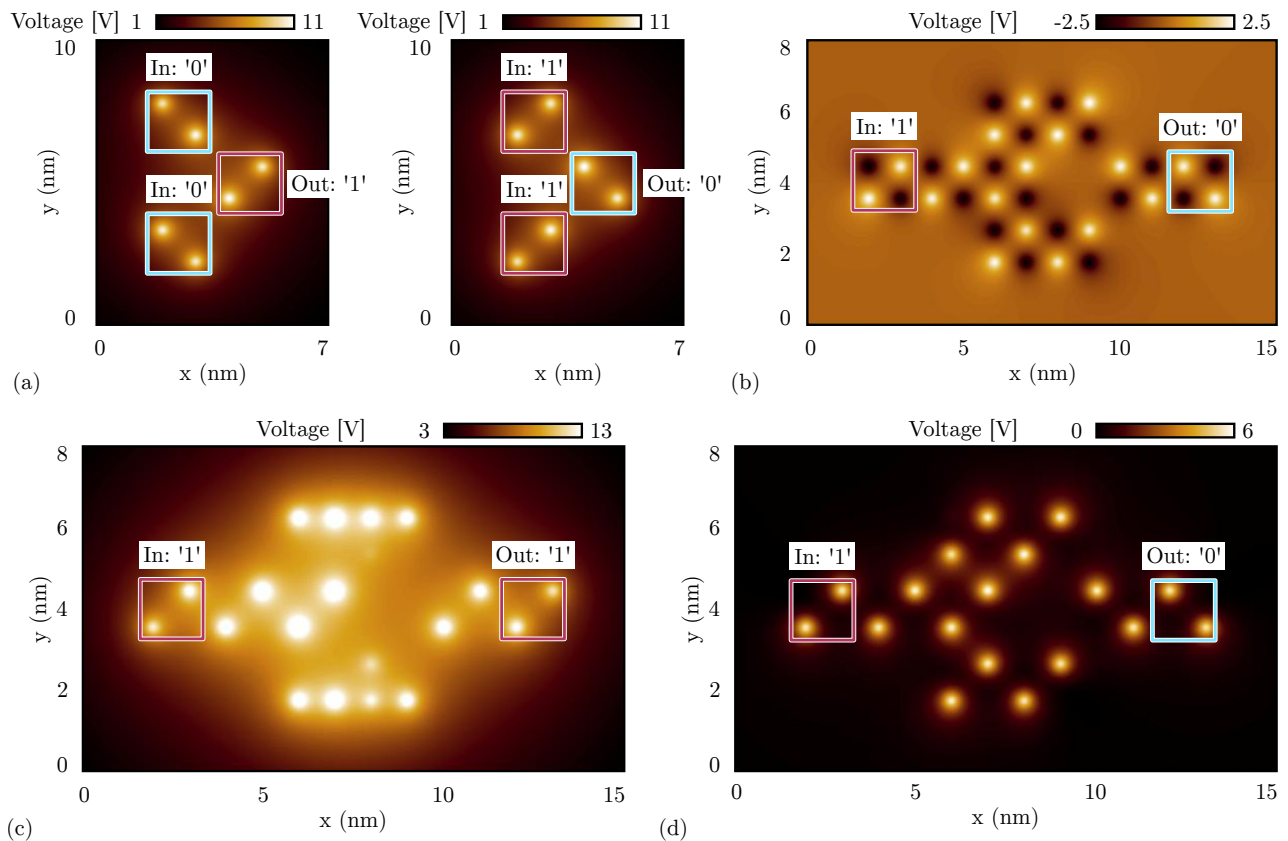 Voltage [V] 1 11
10
In: '0'
In: '0'
Out: '1'
y (nm)
0
0 7
x (nm)
(a)
Voltage [V] 1 11
10
In: '1'
In: '1'
Out: '0'
y (nm)
0
0 7
x (nm)
Voltage [V] -2.5 2.5
8
6
4
2
0
In: '1'
Out: '0'
y (nm)
0 5 10 15
x (nm)
(b)
Voltage [V] 3 13
8
6
4
2
0
In: '1'
Out: '1'
y (nm)
0 5 10 15
x (nm)
(c)
Voltage [V] 0 6
8
6
4
2
0
In: '1'
Out: '0'
y (nm)
0 5 10 15
x (nm)
(d)